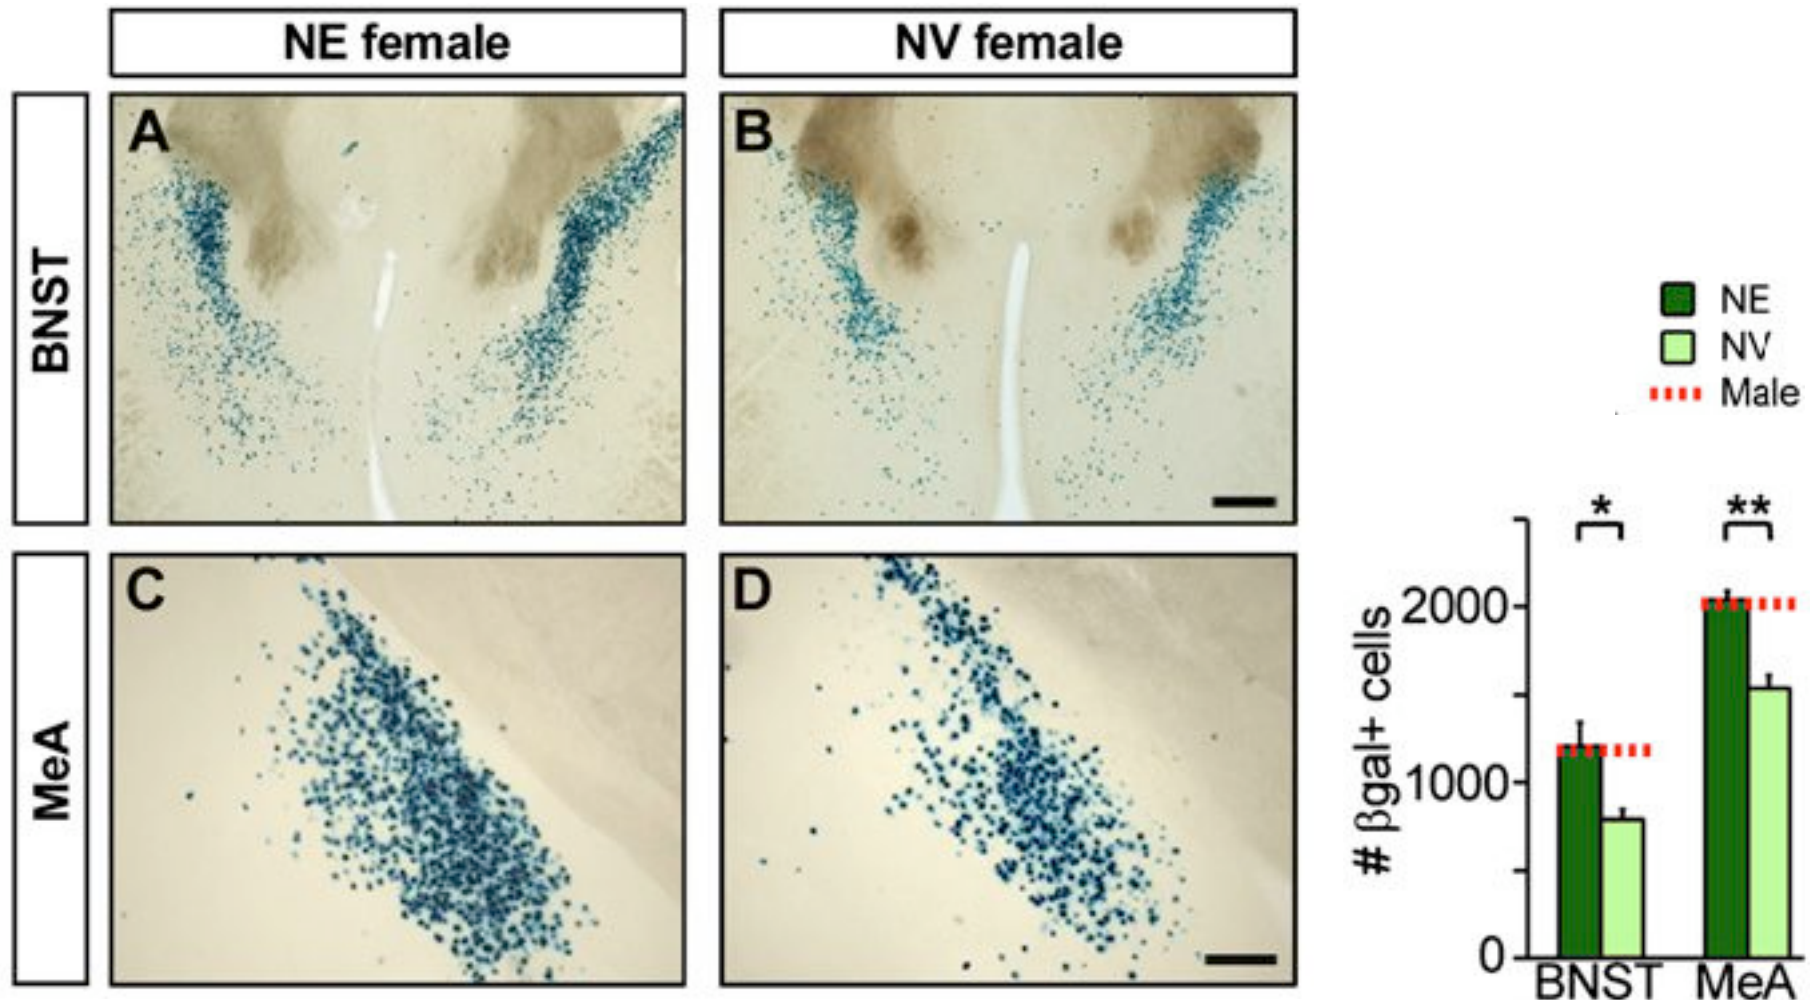 NE female
NV female
BNST
A
B
MeA
C
D
NE
NV
Male
# βgal+ cells
*
**
2000
1000
0
BNST
MeA